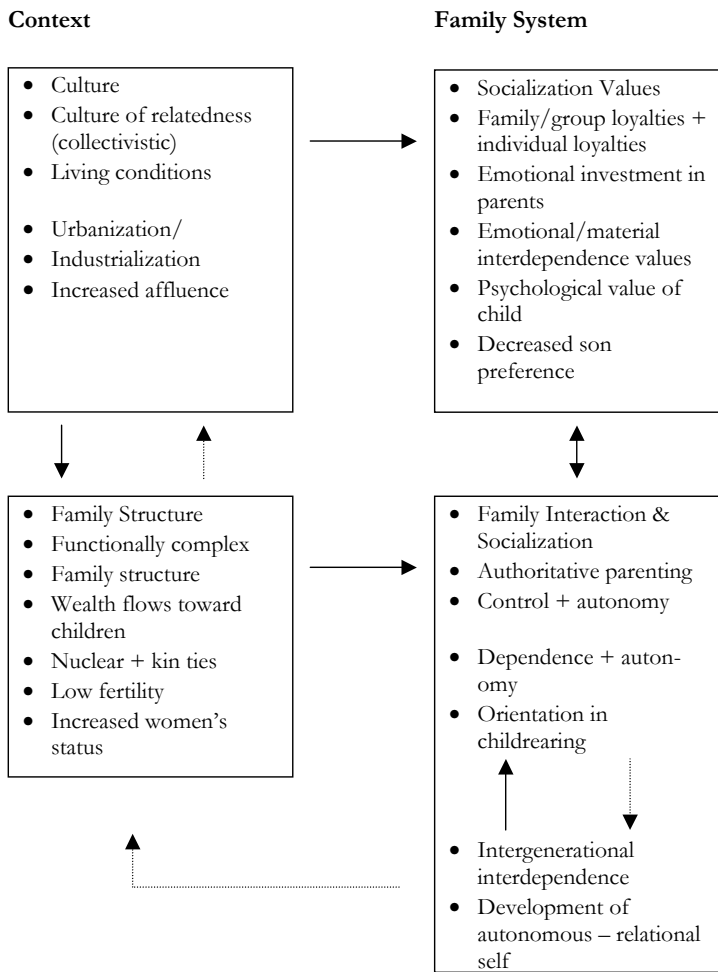 Context
Family System
• Culture
• Culture of relatedness
(collectivistic)
• Living conditions
• Urbanization/
• Industrialization
• Increased affluence
• Socialization Values
• Family/group loyalties +
individual loyalties
• Emotional investment in
parents
• Emotional/material
interdependence values
• Psychological value of
child
• Decreased son
preference
• Family Structure
• Functionally complex
• Family structure
• Wealth flows toward
children
• Nuclear + kin ties
• Low fertility
• Increased women’s
status
• Family Interaction &
Socialization
• Authoritative parenting
• Control + autonomy
• Dependence + auton-
omy
• Orientation in
childrearing
• Intergenerational
interdependence
• Development of
autonomous – relational
self